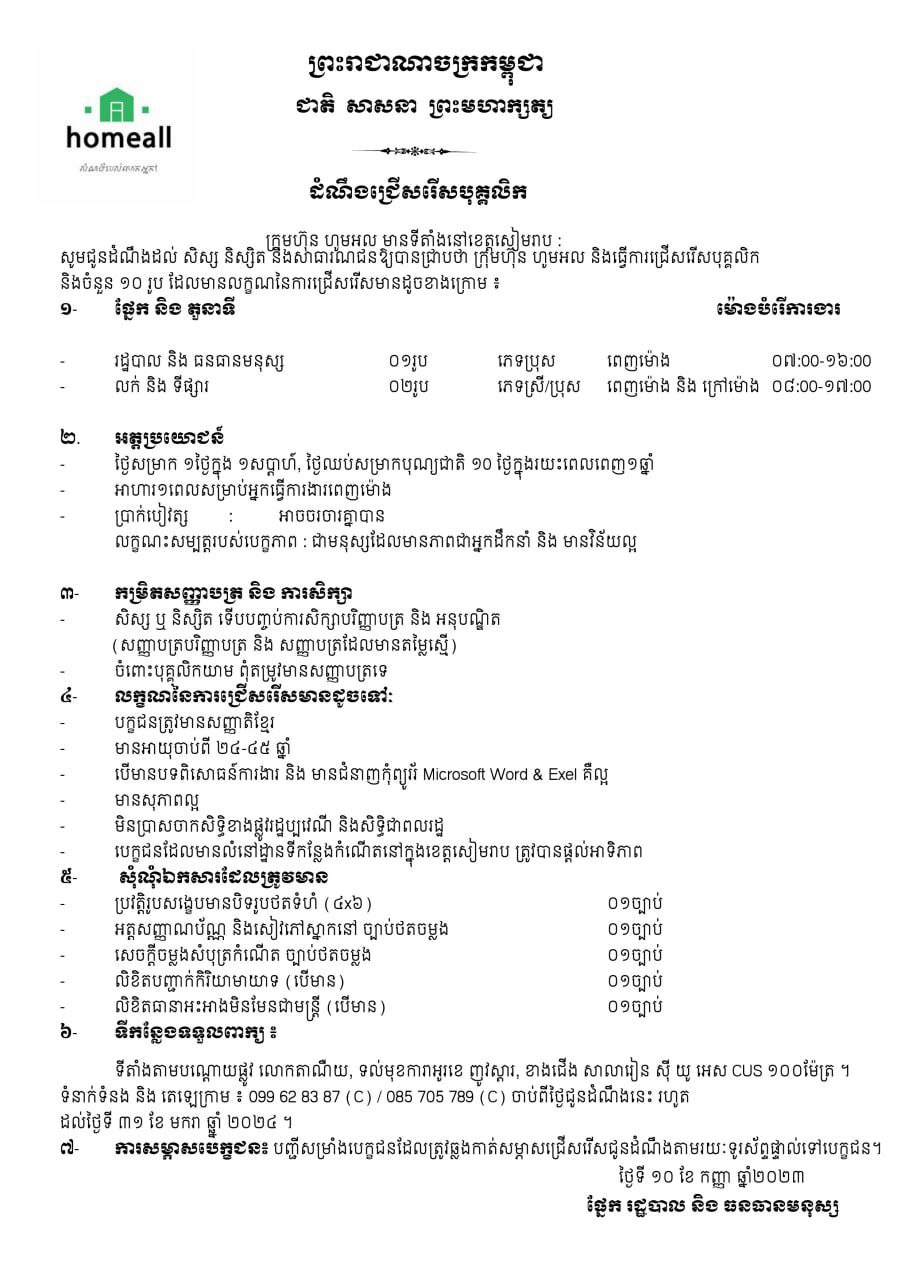 ព្រះរាជាណាចក្រកម្ពុជា
ជាតិ សាសនា ព្រះមហាក្សត្យ
homeall
សំណចិរបស់លោកអ្នក!
ដំណឹងជ្រើសរើសបុគ្គលិក
ក្រុមហ៊ុន ហូមអល មានទីតាំងនៅខេត្តសៀមរាប :
សូមជូនដំណឹងដល់ សិស្ស និស្សិត និងសាធារណជនឱ្យបានជ្រាបថា ក្រុមហ៊ុន ហូមអល និងធ្វើការជ្រើសរើសបុគ្គលិក
និងចំនួន ១០ រូប ដែលមានលក្ខណនៃការជ្រើសរើសមានដូចខាងក្រោម ៖
១- ផ្នែក និង តួនាទី ម៉ោងបំរើការងារ
- រដ្ឋបាល និង ធនធានមនុស្ស ០១រូប ភេទប្រុស ពេញម៉ោង ០៧:00-១៦:00
- លក់ និង ទីផ្សារ ០២រូប ភេទស្រី/ប្រុស ពេញម៉ោង និង ក្រៅម៉ោង ០៨:00-១៧:00
២. អត្តប្រយោជន៍
- ថ្ងៃសម្រាក ១ថ្ងៃក្នុង ១សប្តាហ៍, ថ្ងៃឈប់សម្រាកបុណ្យជាតិ ១០ ថ្ងៃក្នុងរយះពេលពេញ១ឆ្នាំ
- អាហារ១ពេលសម្រាប់អ្នកធ្វើការងារពេញម៉ោង
- ប្រាក់បៀវត្ស : អាចចរចារគ្នាបាន
លក្ខណះសម្បត្តរបស់បេក្ខភាព : ជាមនុស្សដែលមានភាពជាអ្នកដឹកនាំ និង មានវិន័យល្អ
៣- កម្រិតសញ្ញាបត្រ និង ការសិក្សា
- សិស្ស ឬ និស្សិត ទើបបញ្ចប់ការសិក្សាបរិញ្ញាបត្រ និង អនុបណ្ឌិត
(សញ្ញាបត្របរិញ្ញាបត្រ និង សញ្ញាបត្រដែលមានតម្លៃស្មើ)
- ចំពោះបុគ្គលិកយាម ពុំតម្រូវមានសញ្ញាបត្រទេ
៤- លក្ខណនៃការជ្រើសរើសមានដូចទៅ:
- បក្ខជនត្រូវមានសញ្ញាតិខ្មែរ
- មានអាយុចាប់ពី ២៤-៤៥ ឆ្នាំ
- បើមានបទពិសោធន៍ការងារ និង មានជំនាញកុំព្យូរ័រ Microsoft Word & Exel គឺល្អ
- មានសុភាពល្អ
- មិនប្រាសចាកសិទ្ធិខាងផ្លូវរដ្ឋប្បវេណី និងសិទ្ធិជាពលរដ្ឋ
- បេក្ខជនដែលមានលំនៅដ្ឋានទីកន្លែងកំណើតនៅក្នុងខេត្តសៀមរាប ត្រូវបានផ្តល់អាទិភាព
៥- សុំណុំឯកសារដែលត្រូវមាន
- ប្រវត្តិរូបសង្ខេបមានបិទរូបថតទំហំ (៤x៦) ០១ច្បាប់
- អត្តសញ្ញាណប័ណ្ណ និងសៀវភៅស្នាកនៅ ច្បាប់ថតចម្លង ០១ច្បាប់
- សេចក្តីចម្លងសំបុត្រកំណើត ច្បាប់ថតចម្លង ០១ច្បាប់
- លិខិតបញ្ជាក់កិរិយាមាយាទ (បើមាន) ០១ច្បាប់
- លិខិតធានាអះអាងមិនមែនជាមន្ត្រី (បើមាន) ០១ច្បាប់
៦- ទីកន្លែងទទួលពាក្យ ៖
ទីតាំងតាមបណ្តោយផ្លូវ លោកតាណឺយ, ទល់មុខការាអូរខេ ញូវស្តារ, ខាងជើង សាលារៀន ស៊ី យូ អេស CUS ១០០ម៉ែត្រ ។
ទំនាក់ទំនង និង តេឡេក្រាម ៖ 099 62 83 87 (C) / 085 705 789 (C) ចាប់ពីថ្ងៃជូនដំណឹងនេះ រហូត
ដល់ថ្ងៃទី ៣១ ខែ មករា ឆ្នាំ ២០២៤ ។
៧- ការសម្ភាសបេក្ខជន៖ បញ្ជីសម្រាំងបេក្ខជនដែលត្រូវឆ្លងកាត់សម្ភាសជ្រើសរើសជូនដំណឹងតាមរយៈទូរស័ព្ទផ្ទាល់ទៅបេក្ខជន។
ថ្ងៃទី ១០ ខែ កញ្ញា ឆ្នាំ២០២៣
ផ្នែក រដ្ឋបាល និង ធនធានមនុស្ស